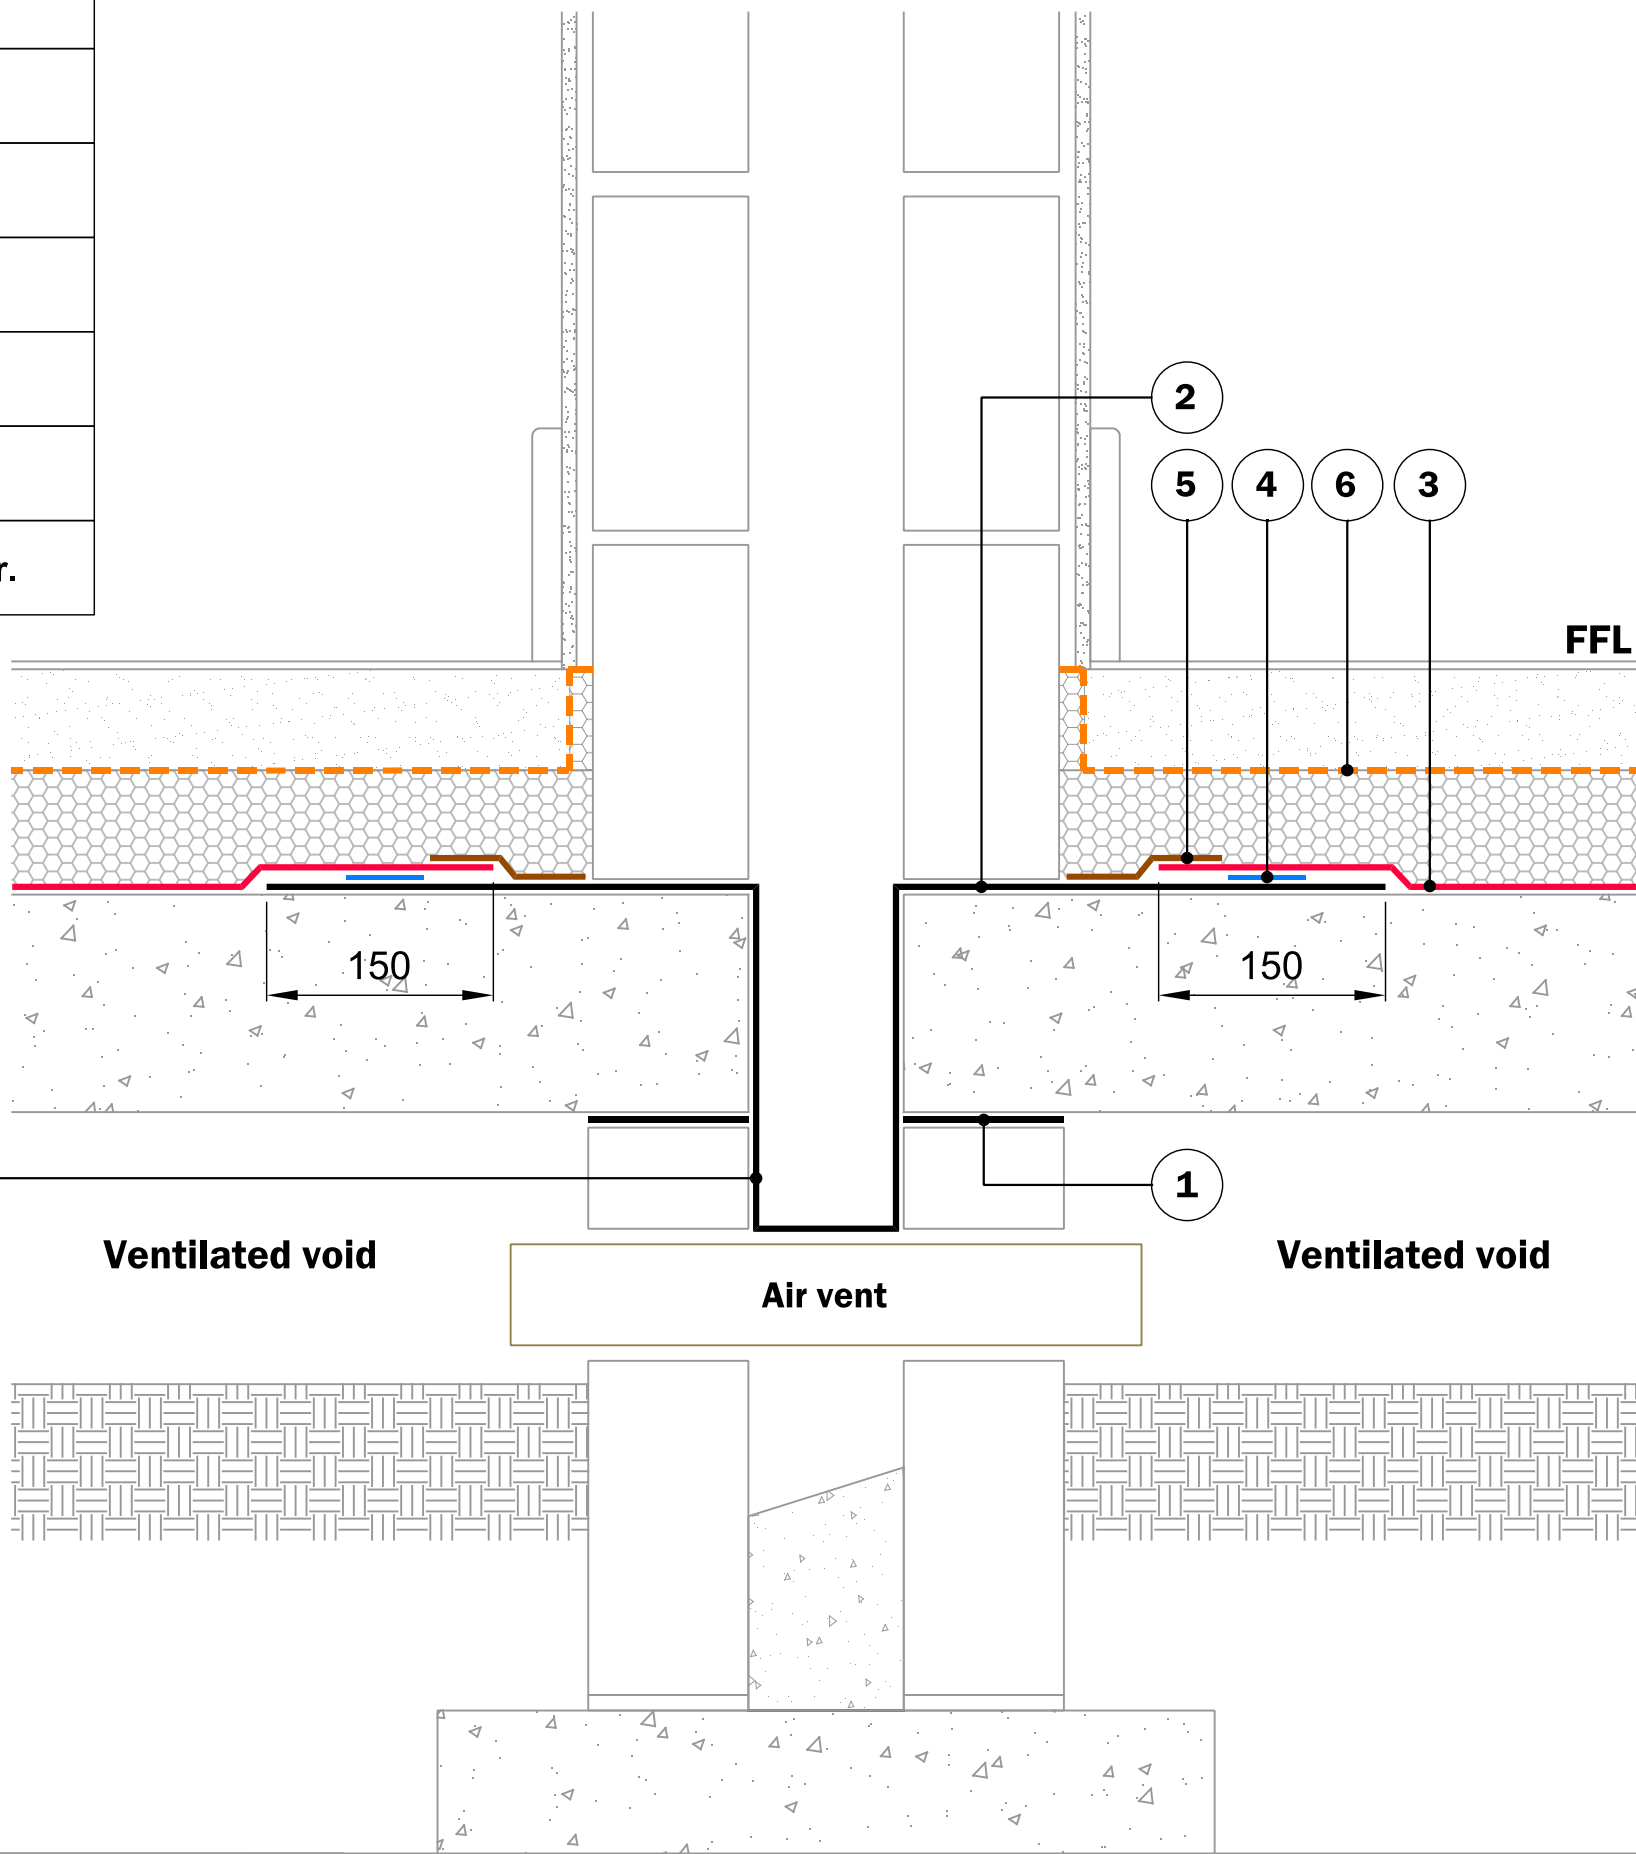 r.
2
5 4 6 3
FFL
150 150
1
Ventilated void Ventilated void
Air vent